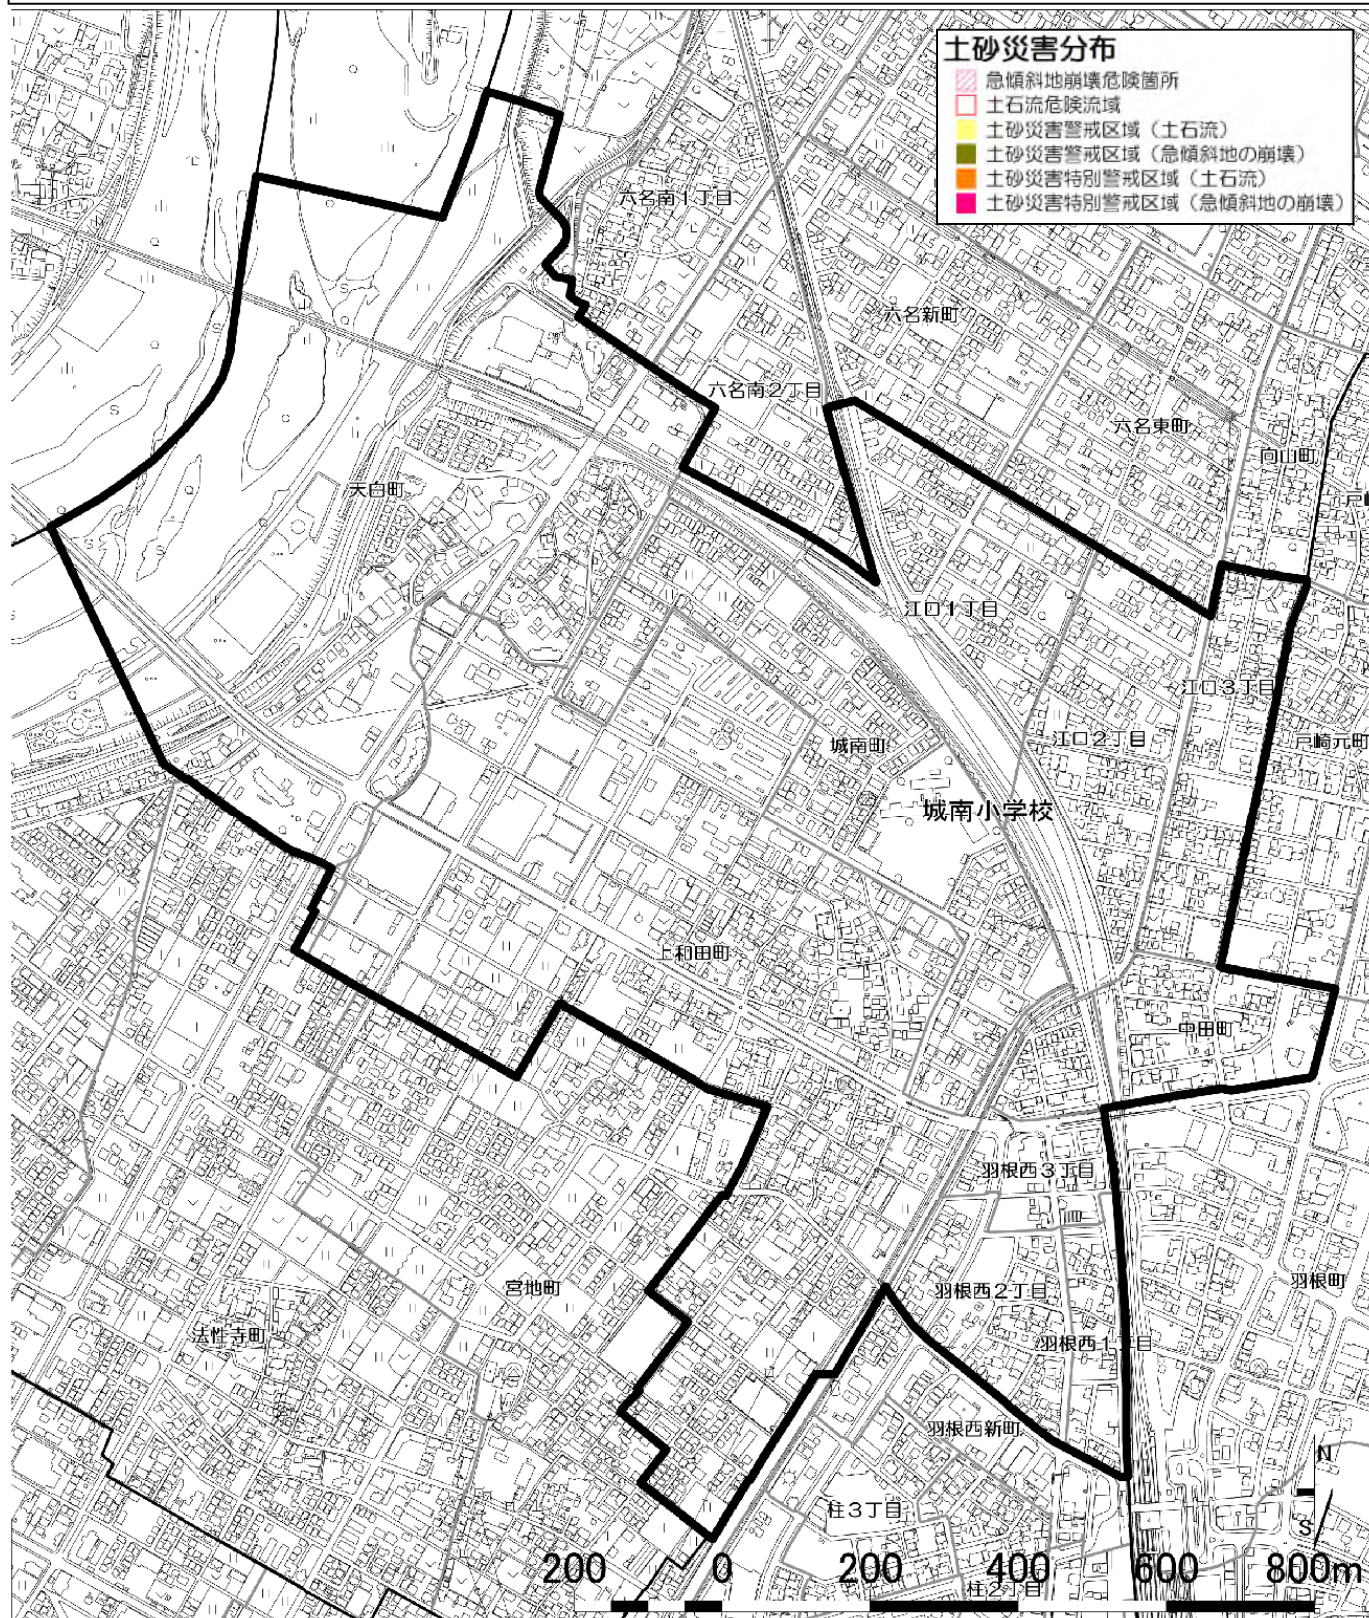 土砂災害分布
急傾斜地崩壊危険箇所
土石流危険流域
土砂災害警戒区域（土石流）
土砂災害警戒区域（急傾斜地の崩壊）
土砂災害特別警戒区域（土石流）
土砂災害特別警戒区域（急傾斜地の崩壊）
六名南1丁目
六名新町
六名南2丁目
六名東町
向山町
天白町
江口1丁目
江口3丁目
城南町
江口2丁目
戸崎元町
城南小学校
上和田町
中田町
羽根西3丁目
宮地町
羽根西2丁目
羽根町
法性寺町
羽根西1丁目
羽根西新町
柱3丁目
N
S
200 0 200 400 600 800m
柱2丁目